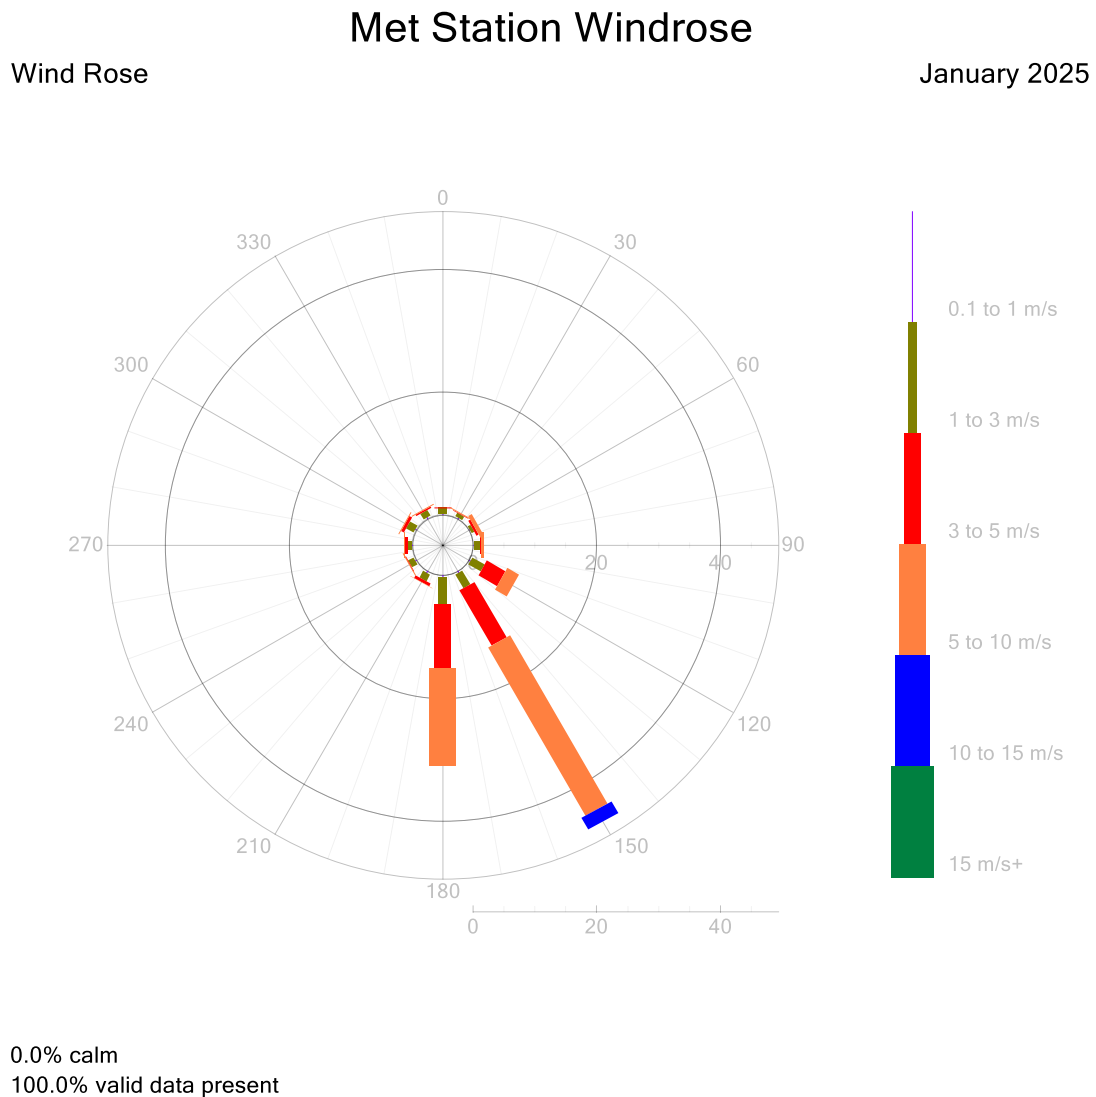 Met Station Windrose
Wind Rose
January 2025
0
330
30
300
60
0.1 to 1 m/s
1 to 3 m/s
3 to 5 m/s
270
90
20
40
5 to 10 m/s
240
120
10 to 15 m/s
210
150
15 m/s+
180
0
20
40
0.0% calm
100.0% valid data present